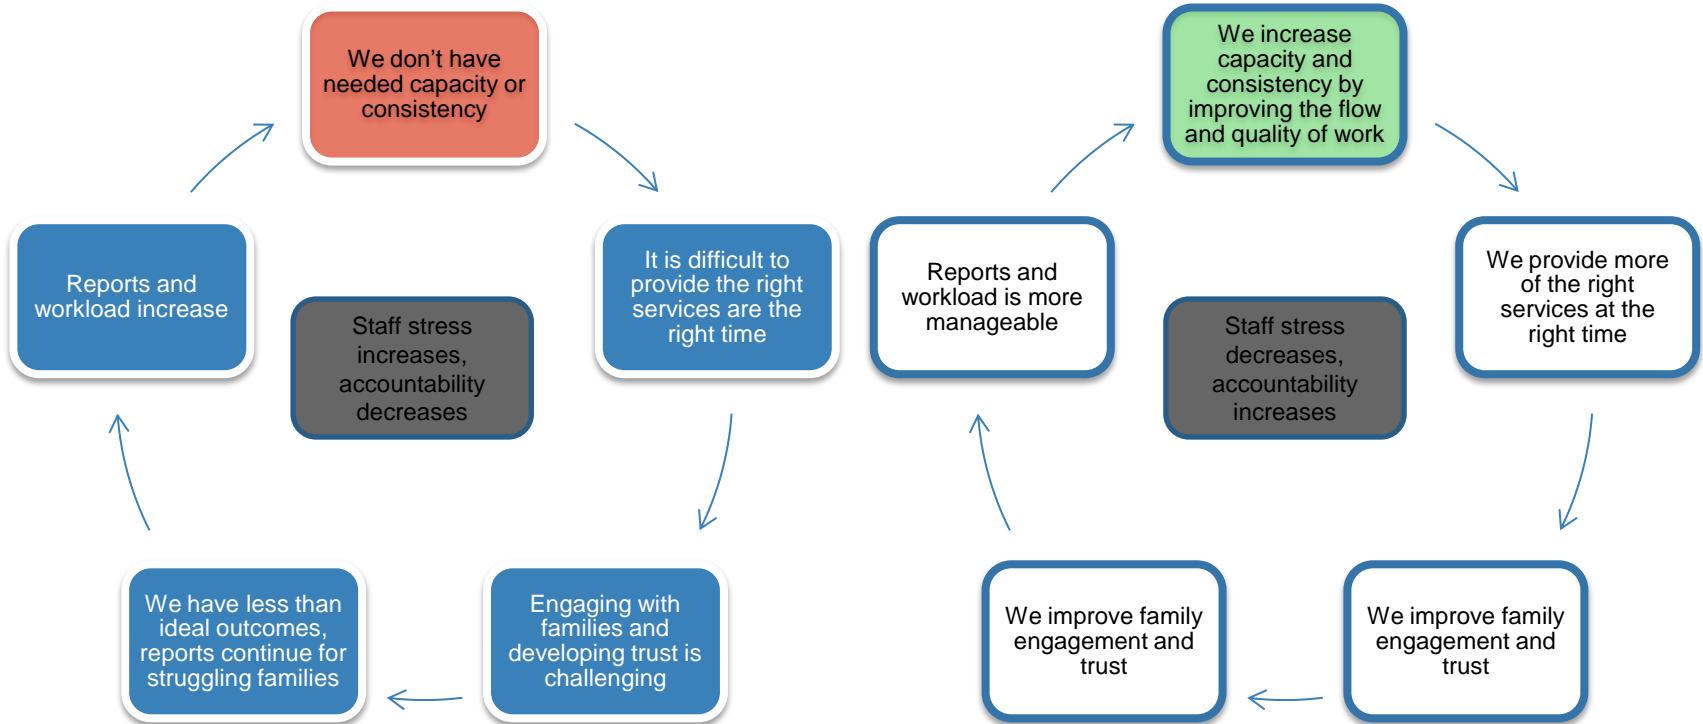 We don’t have
needed capacity or
consistency
It is difficult to
provide the right
services are the
right time
Engaging with
families and
developing trust is
challenging
We have less than
ideal outcomes,
reports continue for
struggling families
Reports and
workload increase
Staff stress
increases,
accountability
decreases
We increase
capacity and
consistency by
improving the flow
and quality of work
We provide more
of the right
services at the
right time
We improve family
engagement and
trust
We improve family
engagement and
trust
Reports and
workload is more
manageable
Staff stress
decreases,
accountability
increases